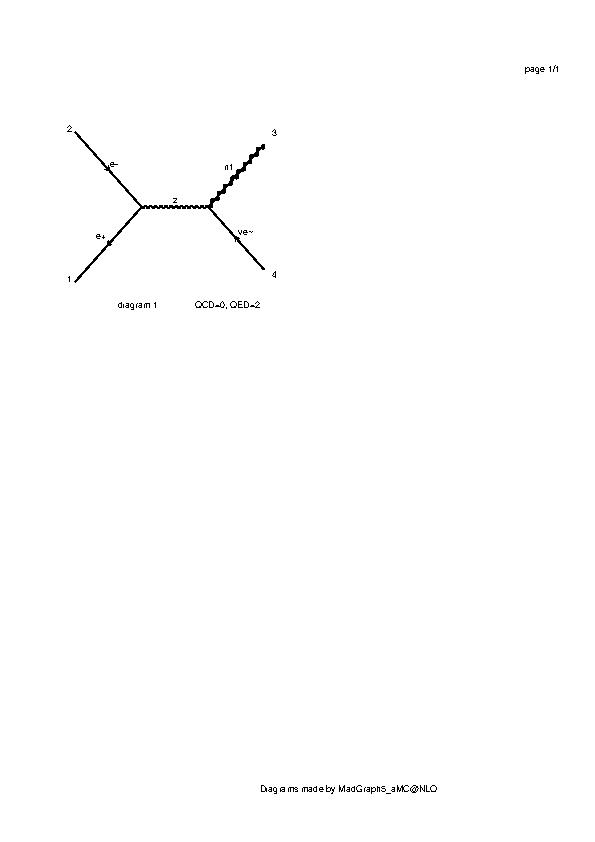 page 1/1
2
3
e-
n1
z
e+
ve~
1
4
diagram 1 QCD=0, QED=2
Diagrams made by MadGraph5_aMC@NLO